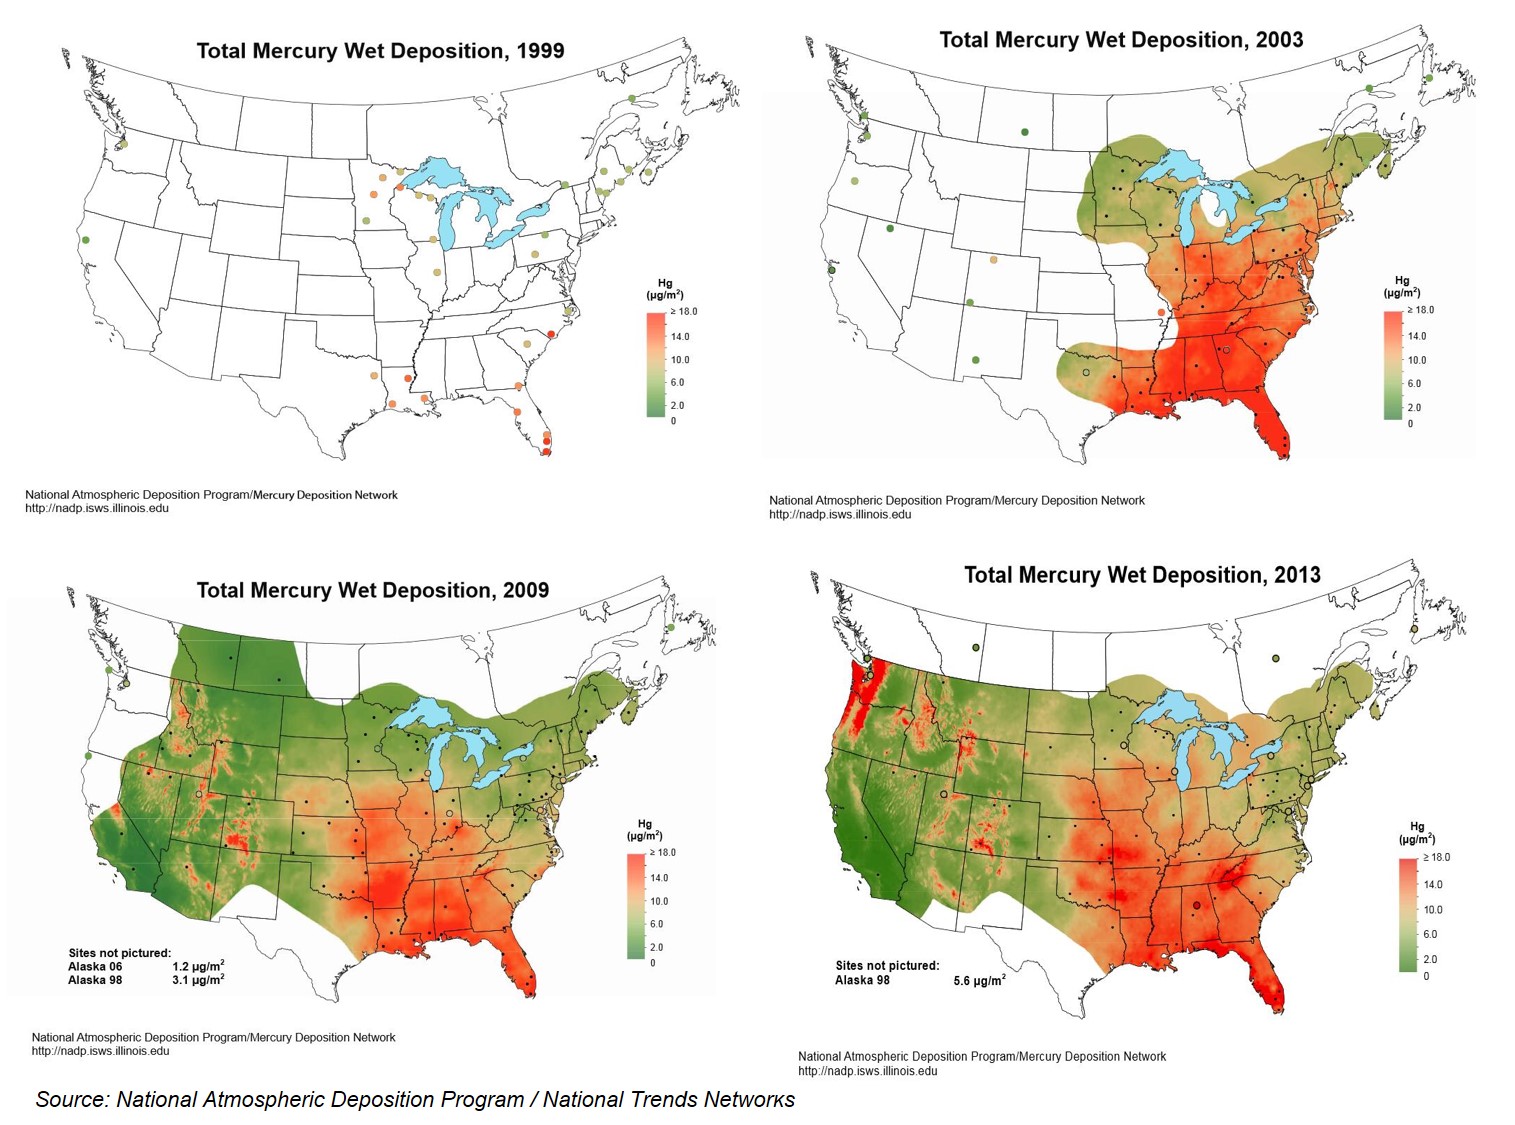 Total Mercury Wet Deposition, 1999
Hg
(µg/m²)
≥ 18.0
14.0
10.0
6.0
2.0
0
National Atmospheric Deposition Program/Mercury Deposition Network
http://nadp.isws.illinois.edu
Total Mercury Wet Deposition, 2003
Hg
(µg/m²)
≥ 18.0
14.0
10.0
6.0
2.0
0
National Atmospheric Deposition Program/Mercury Deposition Network
http://nadp.isws.illinois.edu
Total Mercury Wet Deposition, 2009
Hg
(µg/m²)
≥ 18.0
14.0
10.0
6.0
2.0
0
Sites not pictured:
Alaska 06 1.2 µg/m²
Alaska 98 3.1 µg/m²
National Atmospheric Deposition Program/Mercury Deposition Network
http://nadp.isws.illinois.edu
Total Mercury Wet Deposition, 2013
Hg
(µg/m²)
≥ 18.0
14.0
10.0
6.0
2.0
0
Sites not pictured:
Alaska 98 5.6 µg/m²
National Atmospheric Deposition Program/Mercury Deposition Network
http://nadp.isws.illinois.edu
Source: National Atmospheric Deposition Program / National Trends Networks